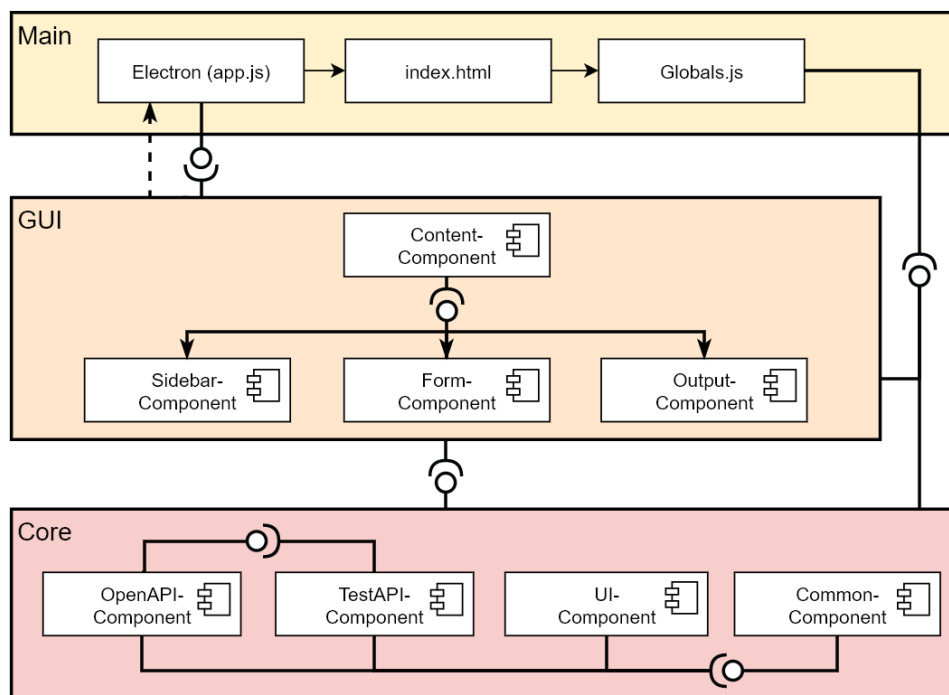 Main
Electron (app.js)
index.html
Globals.js
GUI
Content-
Component
Sidebar-
Component
Form-
Component
Output-
Component
Core
OpenAPI-
Component
TestAPI-
Component
UI-
Component
Common-
Component